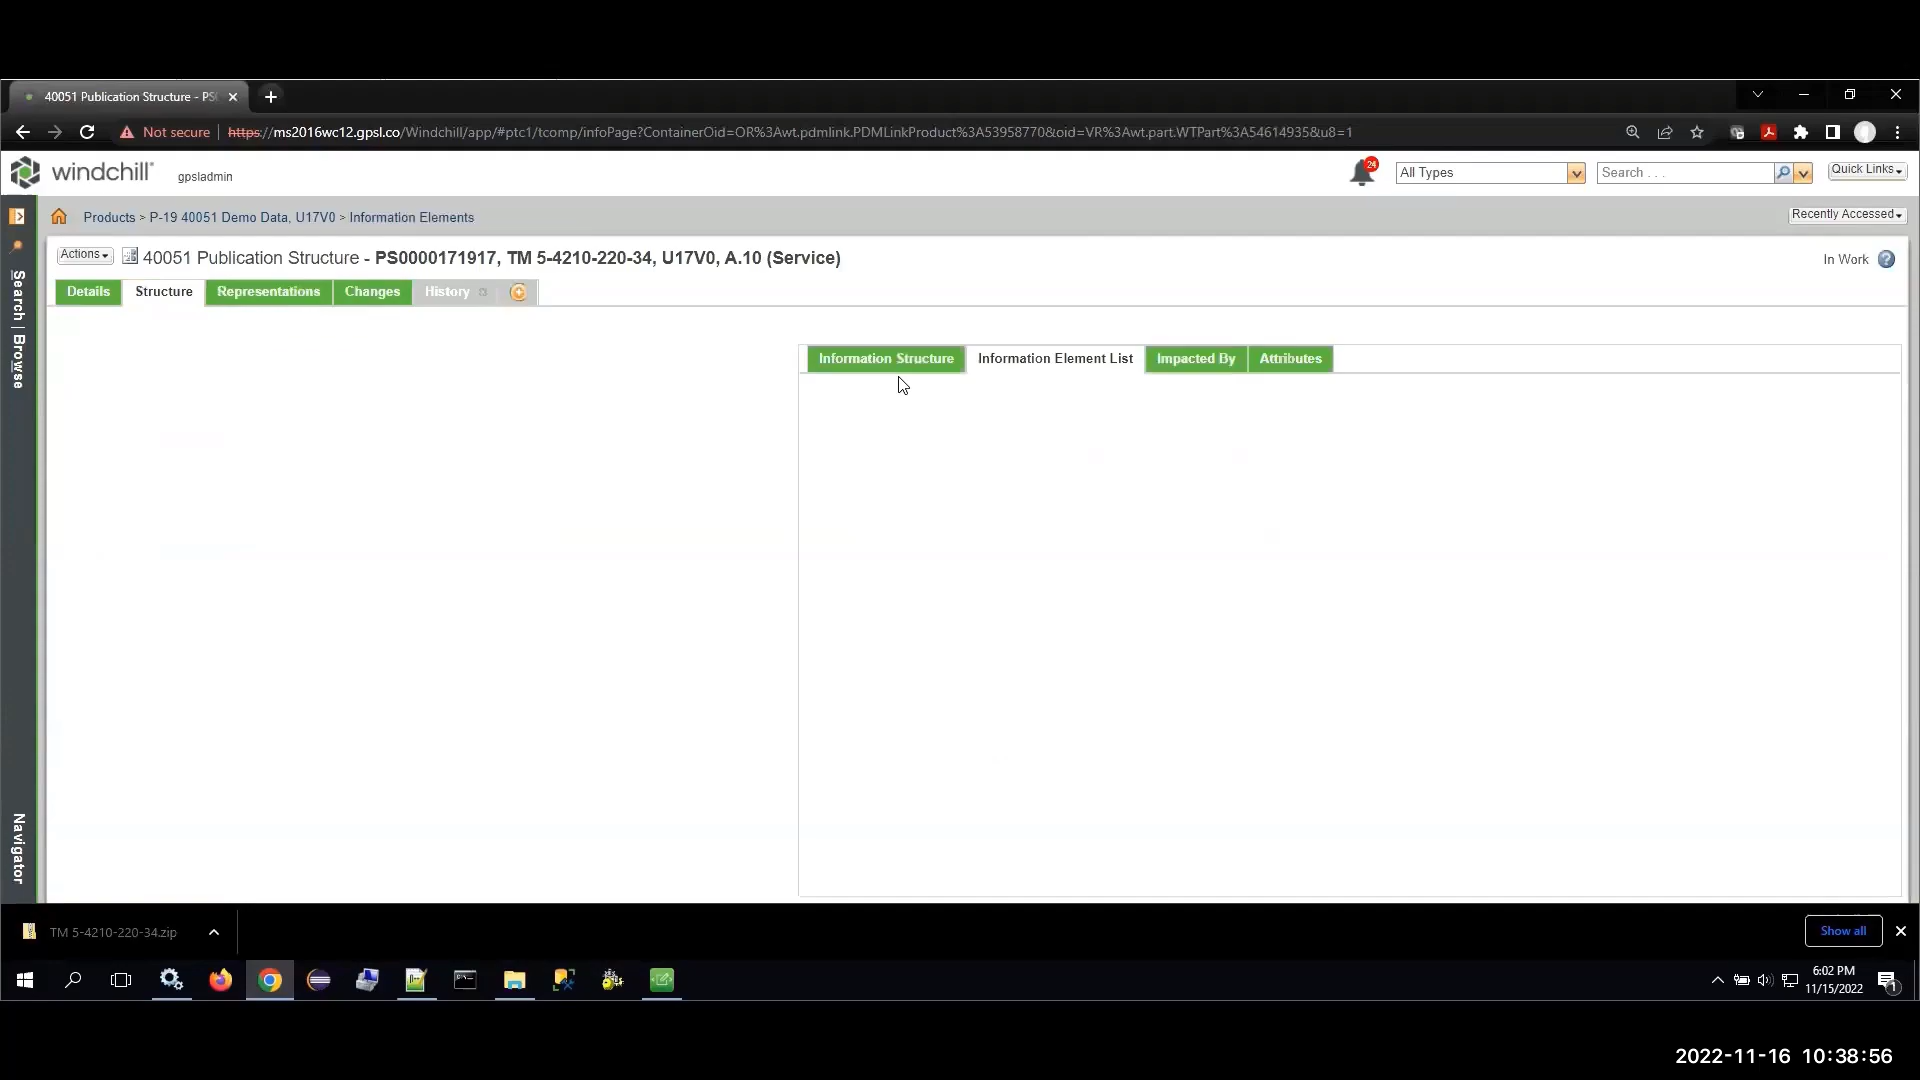 40051 Publication Structure - PS
Not secure | https://ms2016wc12.gpsl.co/Windchill/app/#ptc1/tcomp/infoPage?ContainerOid=OR%3Awt.pdmlink.PDMLinkProduct%3A53958770&oid=VR%3Awt.part.WTPart%3A54614935&u8=1
windchill gpsladmin 24 All Types Search . . . Quick Links
Products > P-19 40051 Demo Data, U17V0 > Information Elements Recently Accessed
Actions 40051 Publication Structure - PS0000171917, TM 5-4210-220-34, U17V0, A.10 (Service) In Work
Details Structure Representations Changes History
Search | Browse
Information Structure Information Element List Impacted By Attributes
Navigator
TM 5-4210-220-34.zip Show all
6:02 PM
11/15/2022 1
2022-11-16 10:38:56